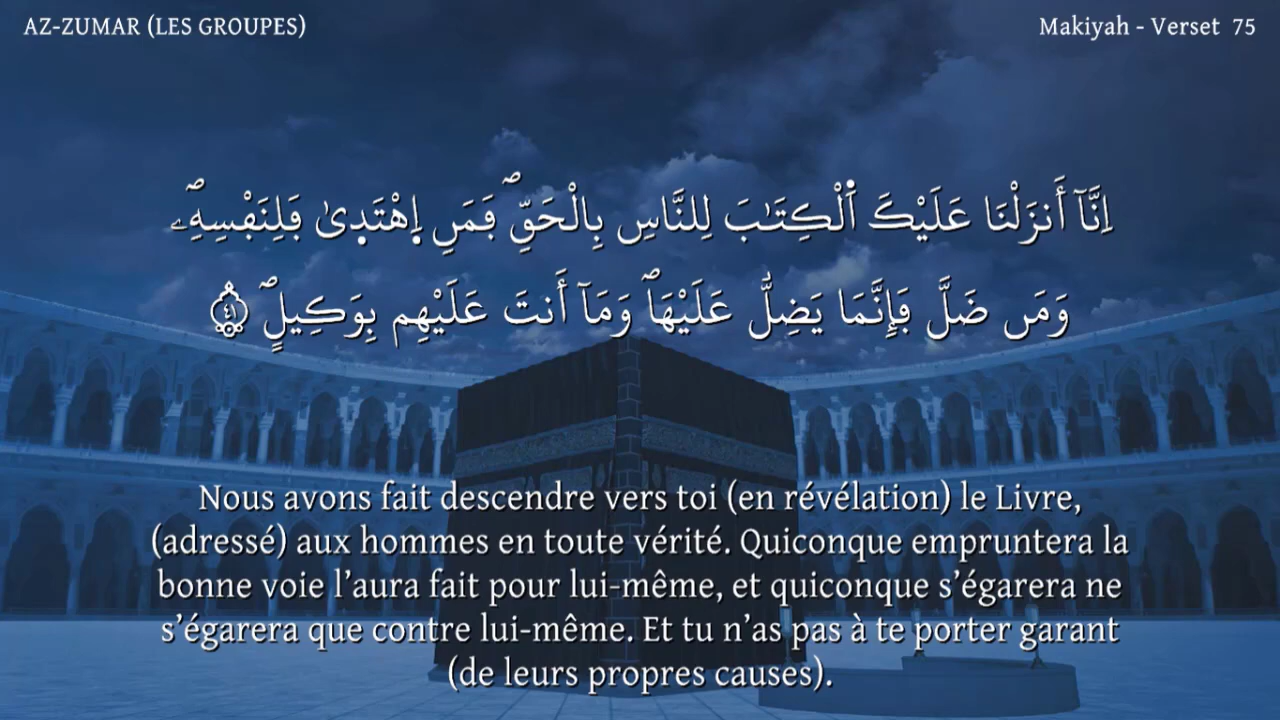 AZ-ZUMAR (LES GROUPES)
Makiyah - Verset 75
اِنَّآ أَنزَلْنَا عَلَيْكَ اَ۬لْكِتَٰبَ لِلنَّاسِ بِالْحَقِّۖ فَمَنِ اِ۪هْتَد۪يٰ فَلِنَفْسِهِۦۖ
وَمَن ضَلَّ فَإِنَّمَا يَضِلُّ عَلَيْهَاۖ وَمَآ أَنتَ عَلَيْهِم بِوَكِيلٍۖ ٤
Nous avons fait descendre vers toi (en révélation) le Livre,
(adressé) aux hommes en toute vérité. Quiconque empruntera la
bonne voie l’aura fait pour lui-même, et quiconque s’égarera ne
s’égarera que contre lui-même. Et tu n’as pas à te porter garant
(de leurs propres causes).